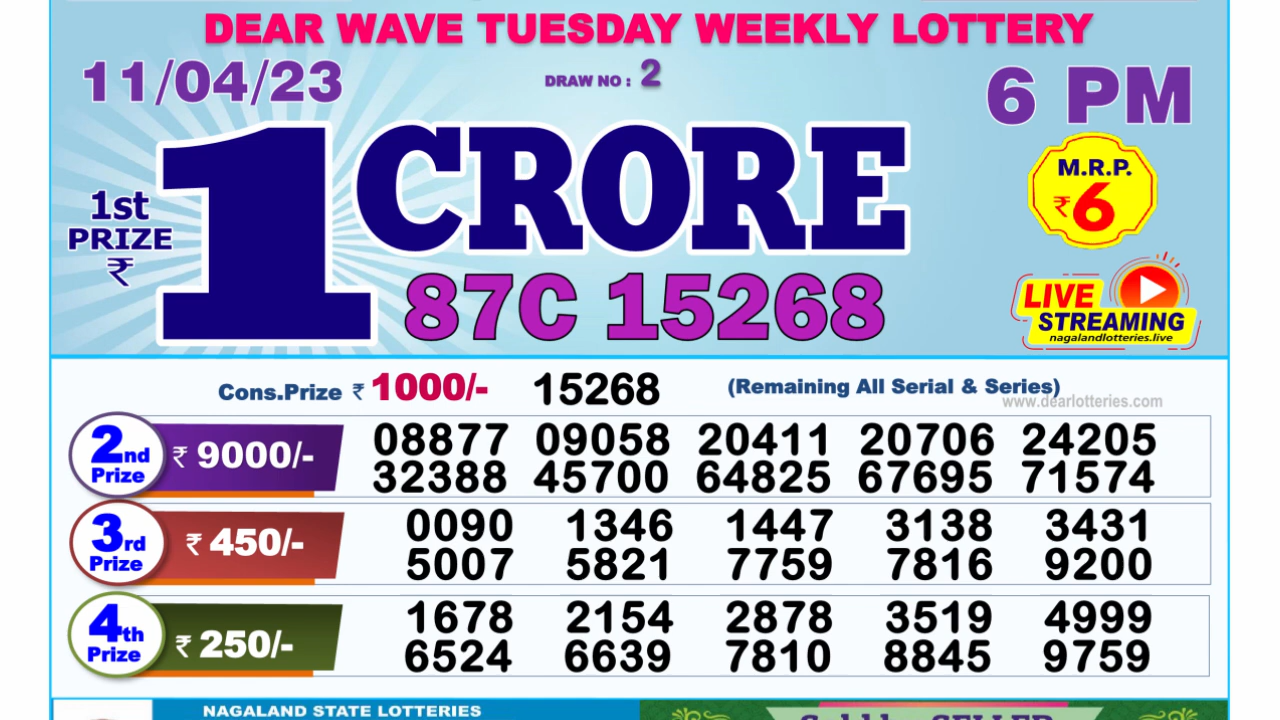 DEAR WAVE TUESDAY WEEKLY LOTTERY
11/04/23
DRAW NO : 2
6 PM
1st
PRIZE
₹
1 CRORE
87C 15268
M.R.P.
₹6
LIVE
STREAMING
nagalandlotteries.live
Cons.Prize ₹ 1000/- 15268 (Remaining All Serial & Series)
www.dearlotteries.com
2nd Prize ₹ 9000/-
08877 09058 20411 20706 24205
32388 45700 64825 67695 71574
3rd Prize ₹ 450/-
0090 1346 1447 3138 3431
5007 5821 7759 7816 9200
4th Prize ₹ 250/-
1678 2154 2878 3519 4999
6524 6639 7810 8845 9759
NAGALAND STATE LOTTERIES